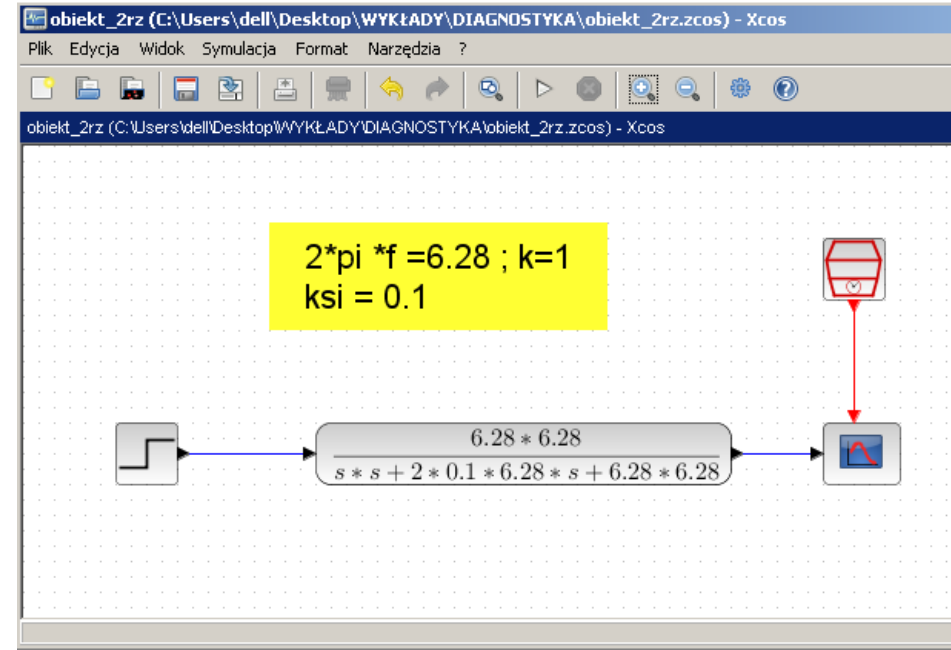 obiekt_2rz (C:\Users\dell\Desktop\WYKŁADY\DIAGNOSTYKA\obiekt_2rz.zcos) - Xcos
Plik Edycja Widok Symulacja Format Narzędzia ?
obiekt_2rz (C:\Users\dell\Desktop\WYKŁADY\DIAGNOSTYKA\obiekt_2rz.zcos) - Xcos
2*pi *f =6.28 ; k=1
ksi = 0.1
6.28 * 6.28
s * s + 2 * 0.1 * 6.28 * s + 6.28 * 6.28